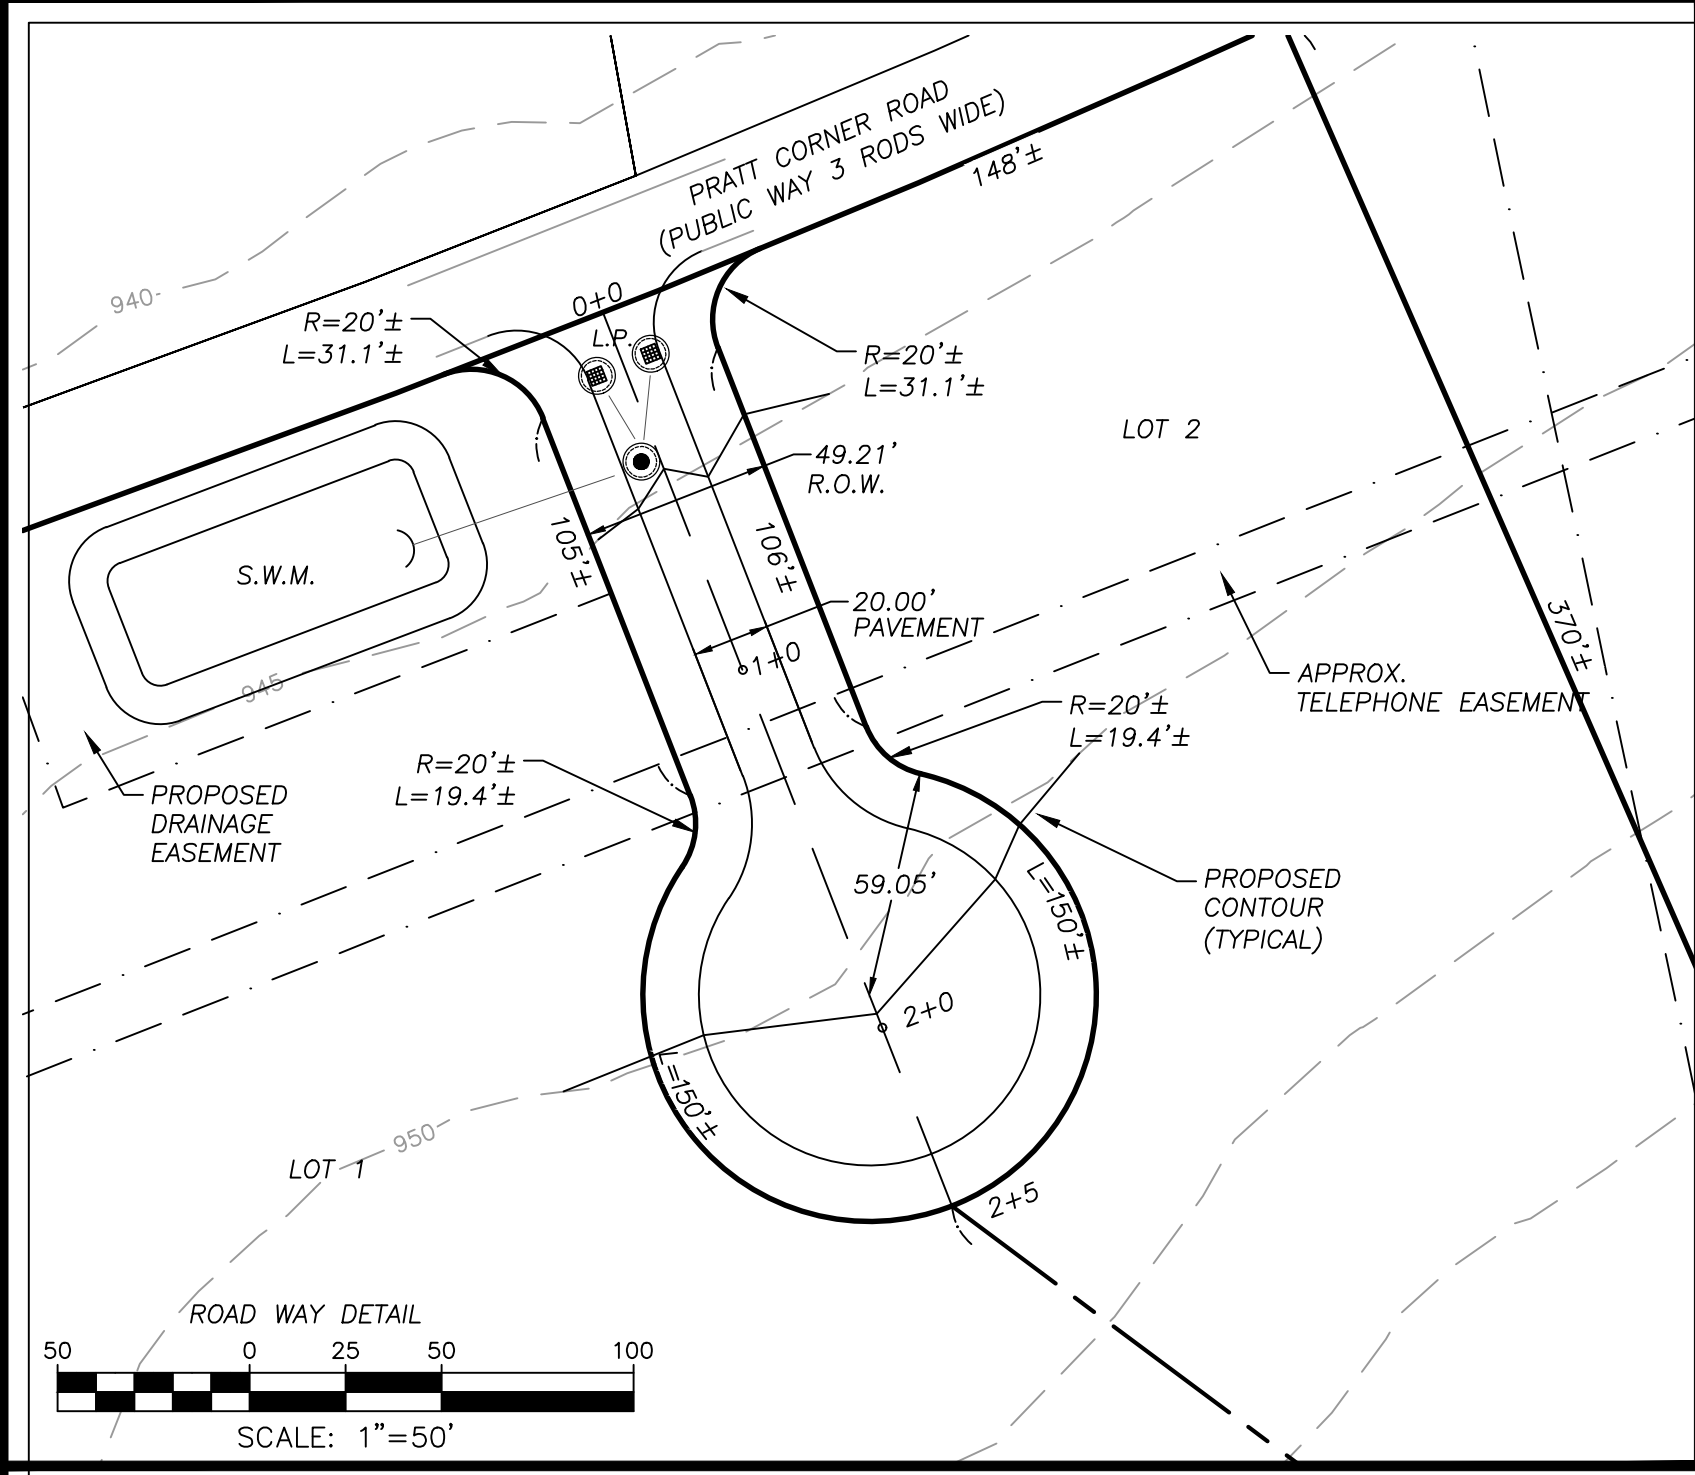 PRATT CORNER ROAD
(PUBLIC WAY 3 RODS WIDE)
148'±
940-
R=20'±
L=31.1'±
0+0
L.P.
R=20'±
L=31.1'±
LOT 2
49.21'
R.O.W.
105'±
106'±
S.W.M.
20.00'
PAVEMENT
1+0
370'±
945
APPROX.
TELEPHONE EASEMENT
R=20'±
L=19.4'±
R=20'±
L=19.4'±
PROPOSED
DRAINAGE
EASEMENT
59.05'
L=150'±
PROPOSED
CONTOUR
(TYPICAL)
2+0
L=150'±
950
LOT 1
2+5
ROAD WAY DETAIL
50 0 25 50 100
SCALE: 1"=50'